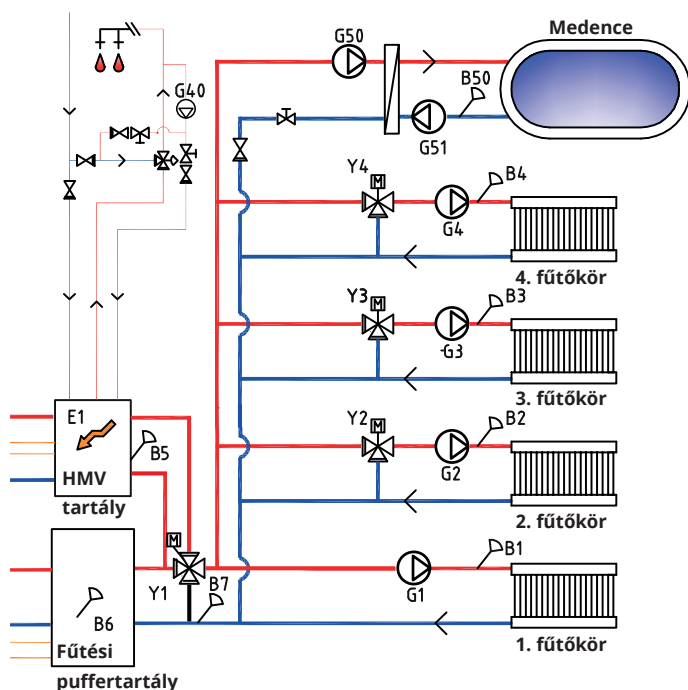 Medence
G50
B50
G40
G51
Y4
B4
G4
4. fűtőkör
Y3
B3
-G3
3. fűtőkör
Y2
B2
G2
2. fűtőkör
E1
B5
HMV
tartály
M
M
M
M
Y1
B7
G1
B1
1. fűtőkör
B6
Fűtési
puffertartály